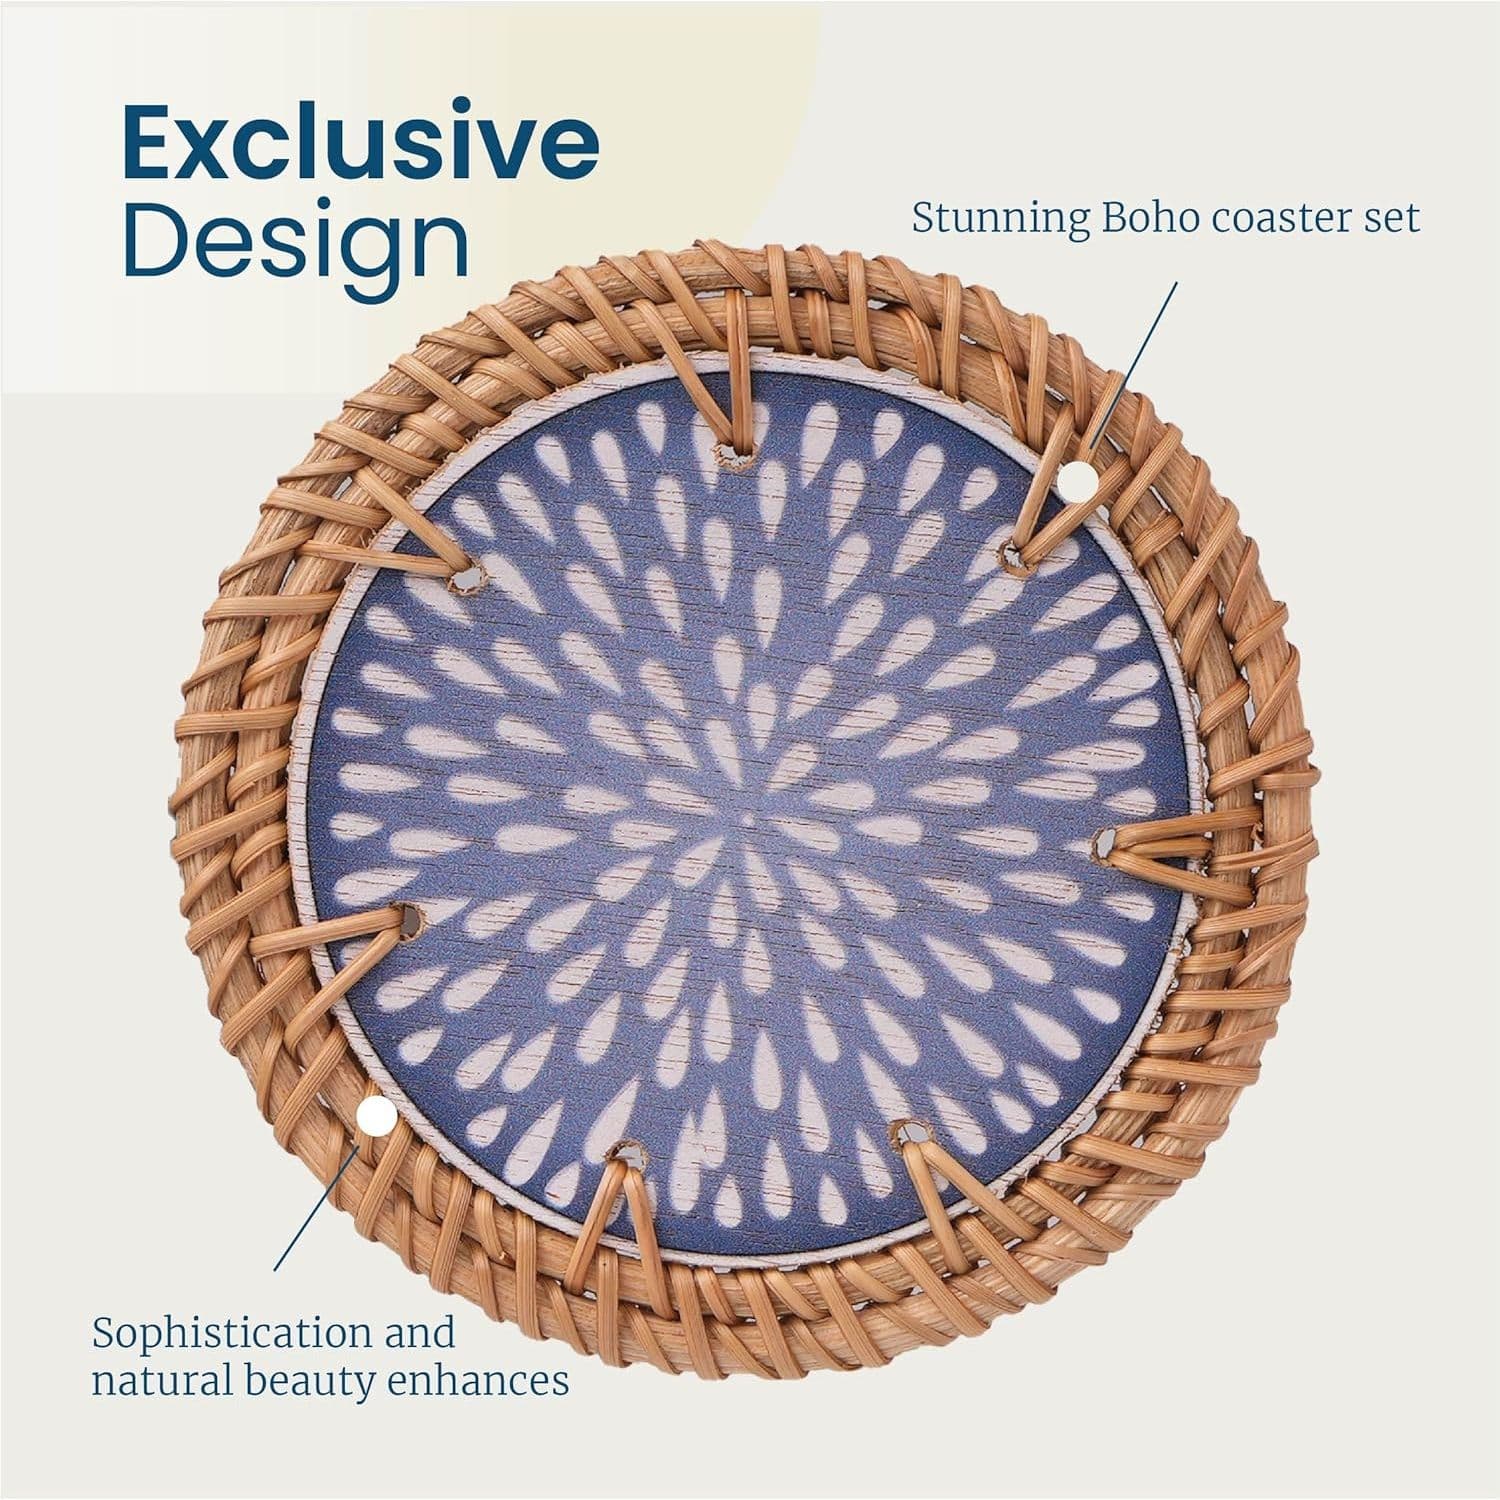 Exclusive
Design
Stunning Boho coaster set
Sophistication and
natural beauty enhances